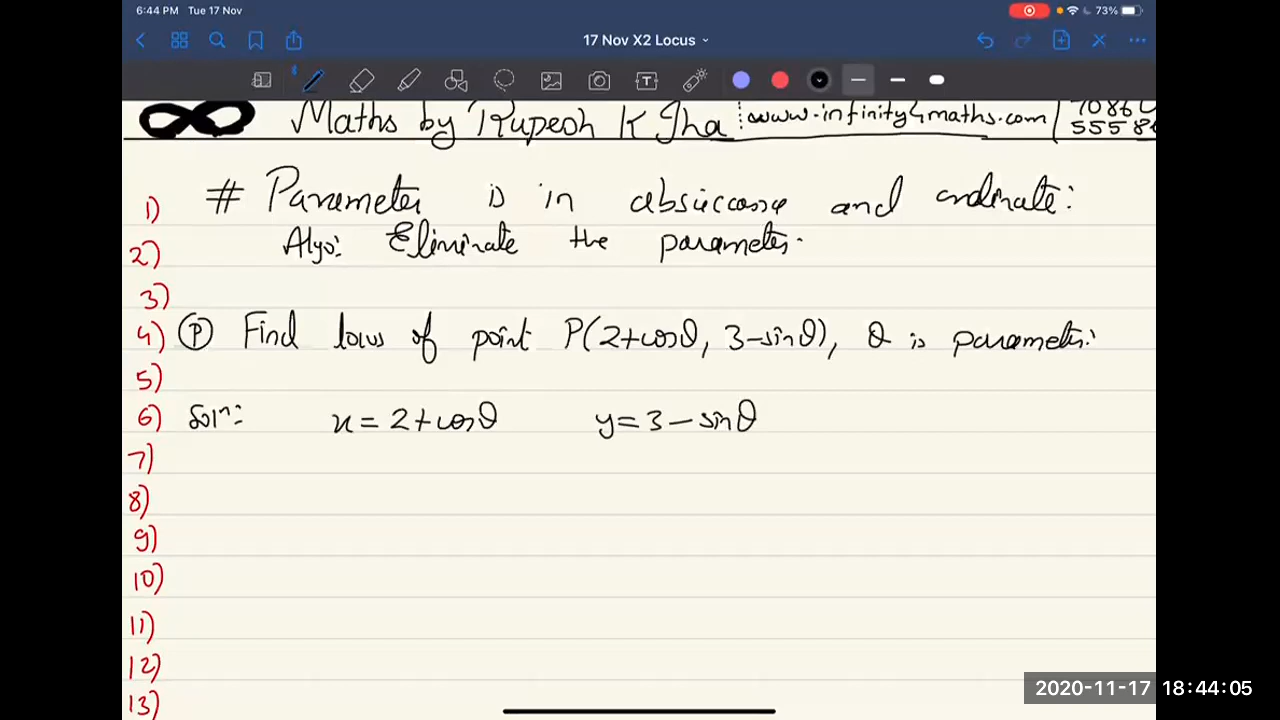 6:44 PM Tue 17 Nov
73%
17 Nov X2 Locus
Maths by Rupesh K Jha
www.infinity4maths.com
1) # Parameter is in absiccassa and ordinate:
2) Algo: Eliminate the parameter.
3)
4) (P) Find locus of point P(2+cosθ, 3-sinθ), θ is parameter:
5)
6) Soln: x = 2+cosθ y = 3-sinθ
7)
8)
9)
10)
11)
12)
13)
2020-11-17 18:44:05